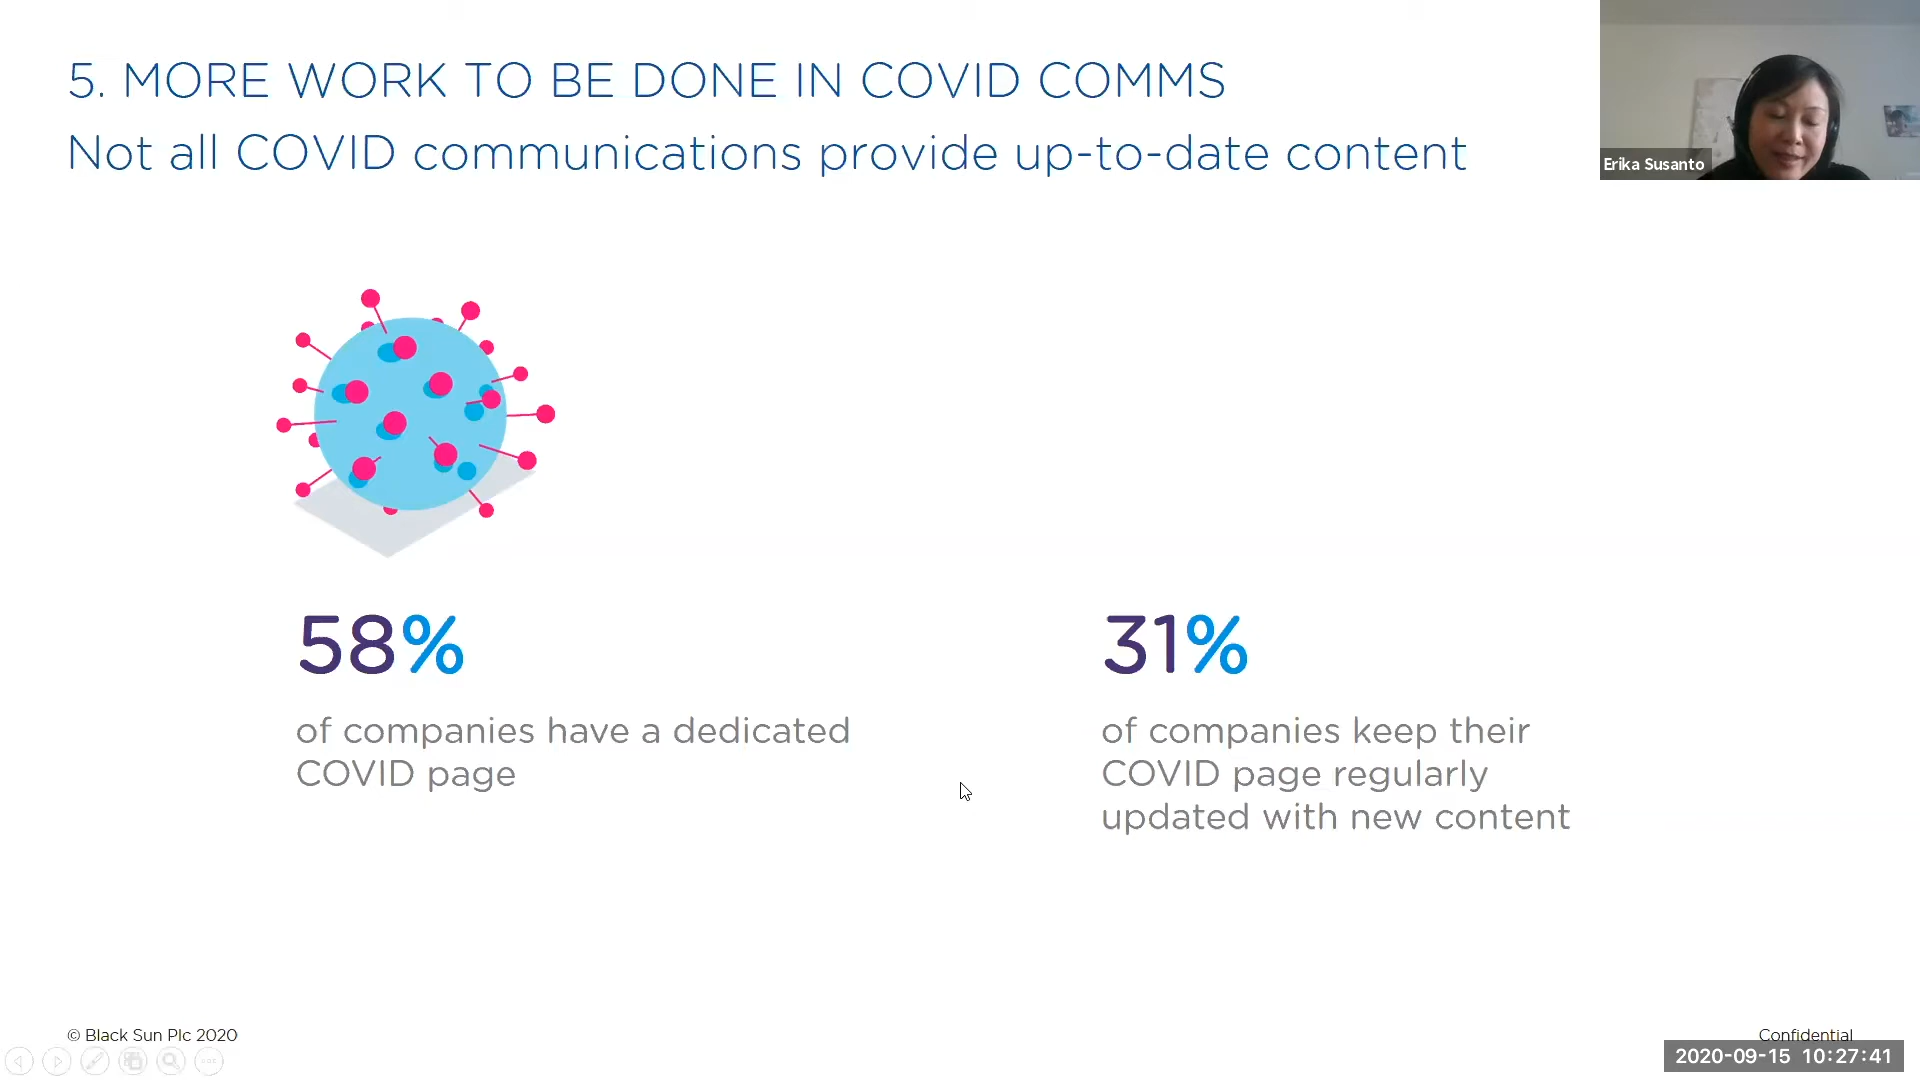 5. MORE WORK TO BE DONE IN COVID COMMS
Not all COVID communications provide up-to-date content
Erika Susanto
58%
of companies have a dedicated
COVID page
31%
of companies keep their
COVID page regularly
updated with new content
© Black Sun Plc 2020
Confidential
2020-09-15 10:27:41